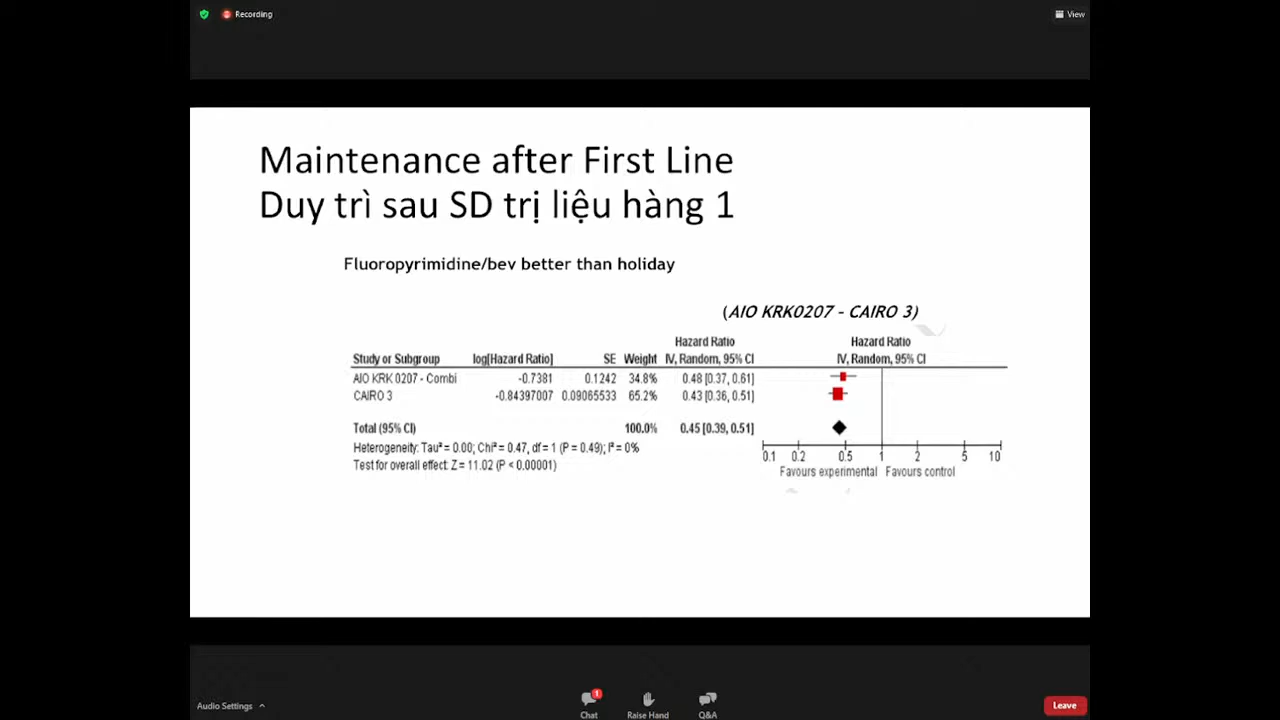 Recording
View
Maintenance after First Line
Duy trì sau SD trị liệu hàng 1
Fluoropyrimidine/bev better than holiday
(AIO KRK0207 - CAIRO 3)
Hazard Ratio Hazard Ratio
Study or Subgroup log[Hazard Ratio] SE Weight IV, Random, 95% CI IV, Random, 95% CI
AIO KRK 0207 - Combi -0.7381 0.1242 34.8% 0.48 [0.37, 0.61]
CAIRO 3 -0.84397007 0.09065533 65.2% 0.43 [0.36, 0.51]
Total (95% CI) 100.0% 0.45 [0.39, 0.51]
Heterogeneity: Tau² = 0.00; Chi² = 0.47, df = 1 (P = 0.49); I² = 0%
Test for overall effect: Z = 11.02 (P < 0.00001)
0.1 0.2 0.5 1 2 5 10
Favours experimental Favours control
Audio Settings
1
Chat
Raise Hand
Q&A
Leave